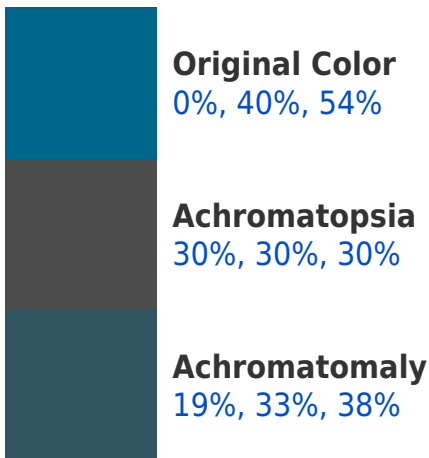 Original Color
0%, 40%, 54%
Achromatopsia
30%, 30%, 30%
Achromatomaly
19%, 33%, 38%